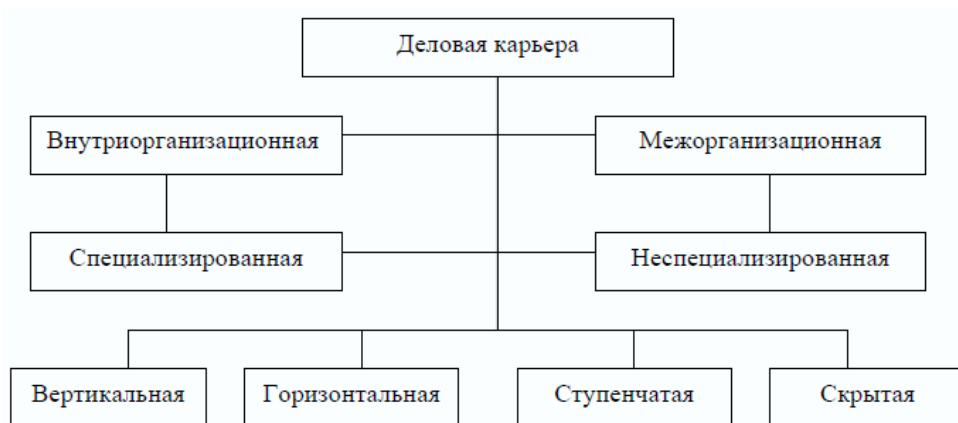 Деловая карьера
Внутриорганизационная
Межорганизационная
Специализированная
Неспециализированная
Вертикальная
Горизонтальная
Ступенчатая
Скрытая